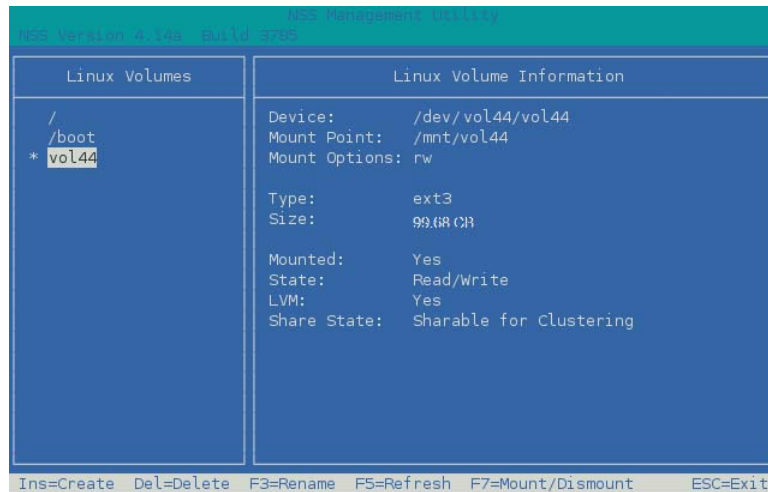 NSS Management Utility
NSS Version 4.14a Build 3785
Linux Volumes
/
/boot
* vol44
Linux Volume Information
Device: /dev/vol44/vol44
Mount Point: /mnt/vol44
Mount Options: rw
Type: ext3
Size: 99.68 GB
Mounted: Yes
State: Read/Write
LVM: Yes
Share State: Sharable for Clustering
Ins=Create Del=Delete F3=Rename F5=Refresh F7=Mount/Dismount ESC=Exit